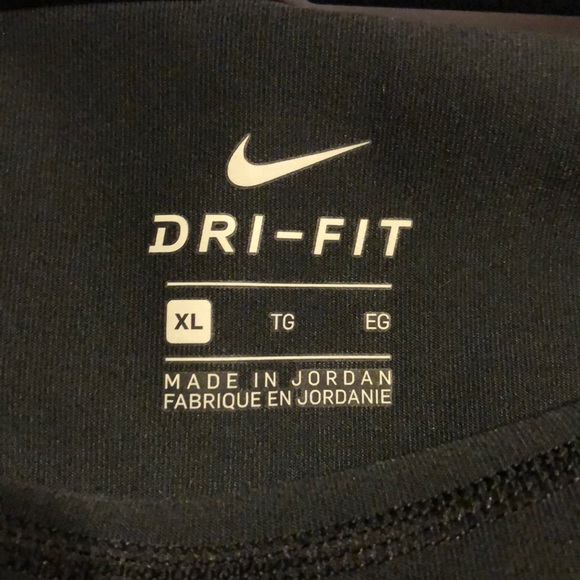 DRI-FIT
XL TG EG
MADE IN JORDAN
FABRIQUE EN JORDANIE